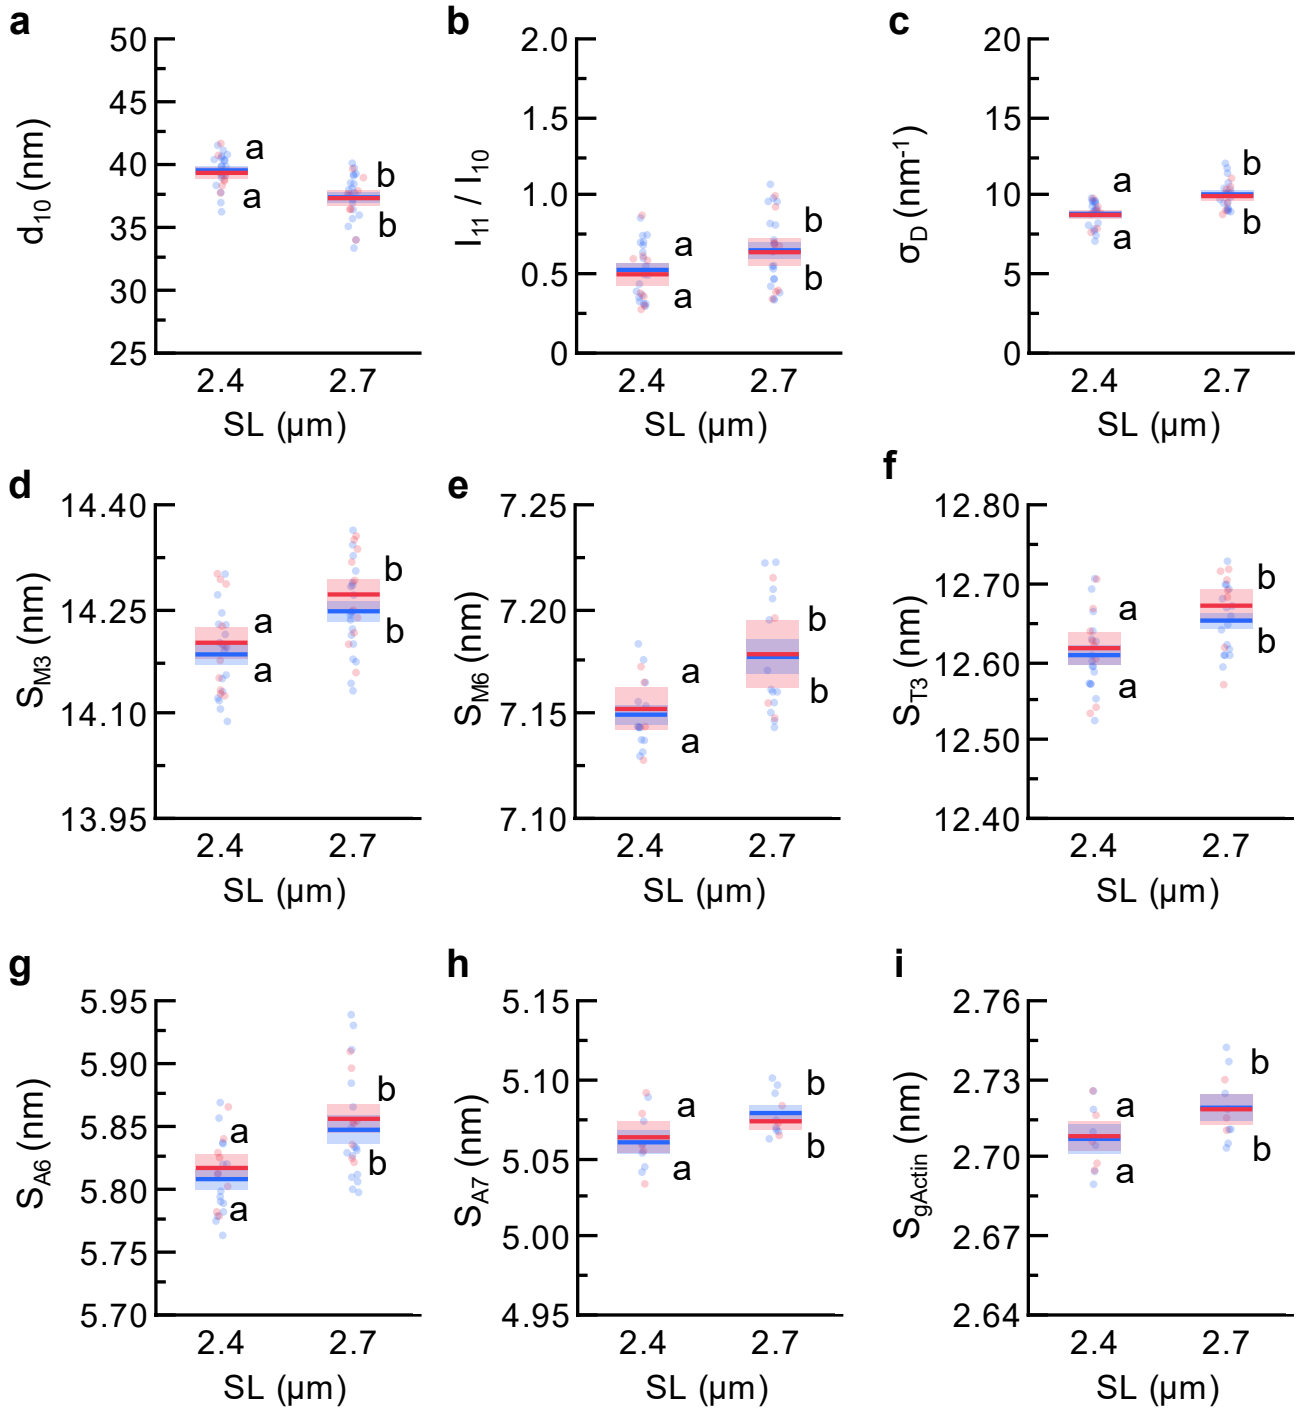 a
50
45
40
35
30
25
d10 (nm)
a
a
b
b
2.4 2.7
SL (µm)
b
2.0
1.5
1.0
0.5
0
I11 / I10
a
a
b
b
2.4 2.7
SL (µm)
c
20
15
10
5
0
σD (nm-1)
a
a
b
b
2.4 2.7
SL (µm)
d
14.40
14.25
14.10
13.95
SM3 (nm)
a
a
b
b
2.4 2.7
SL (µm)
e
7.25
7.20
7.15
7.10
SM6 (nm)
a
a
b
b
2.4 2.7
SL (µm)
f
12.80
12.70
12.60
12.50
12.40
ST3 (nm)
a
a
b
b
2.4 2.7
SL (µm)
g
5.95
5.90
5.85
5.80
5.75
5.70
SA6 (nm)
a
a
b
b
2.4 2.7
SL (µm)
h
5.15
5.10
5.05
5.00
4.95
SA7 (nm)
a
a
b
b
2.4 2.7
SL (µm)
i
2.76
2.73
2.70
2.67
2.64
SgActin (nm)
a
a
b
b
2.4 2.7
SL (µm)